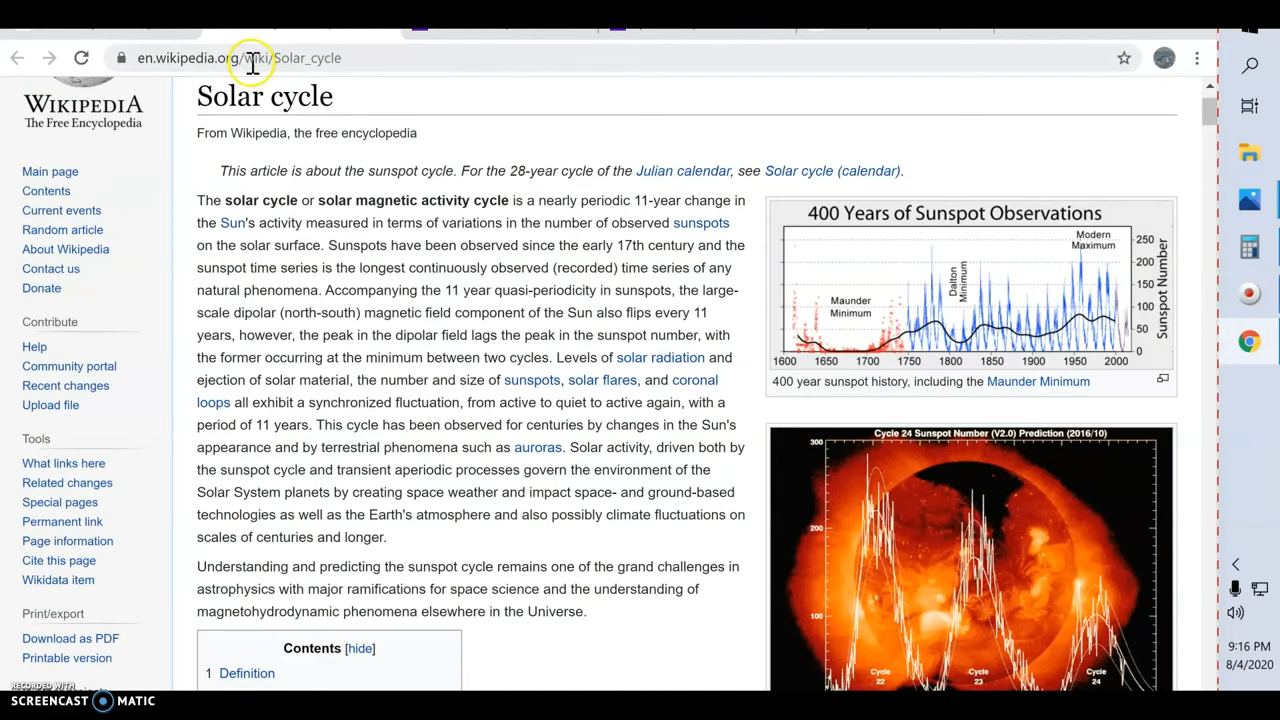 en.wikipedia.org/wiki/Solar_cycle
WIKIPEDIA
The Free Encyclopedia
Main page
Contents
Current events
Random article
About Wikipedia
Contact us
Donate
Contribute
Help
Community portal
Recent changes
Upload file
Tools
What links here
Related changes
Special pages
Permanent link
Page information
Cite this page
Wikidata item
Print/export
Download as PDF
Printable version
Solar cycle
From Wikipedia, the free encyclopedia
This article is about the sunspot cycle. For the 28-year cycle of the Julian calendar, see Solar cycle (calendar).
The solar cycle or solar magnetic activity cycle is a nearly periodic 11-year change in
the Sun's activity measured in terms of variations in the number of observed sunspots
on the solar surface. Sunspots have been observed since the early 17th century and the
sunspot time series is the longest continuously observed (recorded) time series of any
natural phenomena. Accompanying the 11 year quasi-periodicity in sunspots, the large-
scale dipolar (north-south) magnetic field component of the Sun also flips every 11
years, however, the peak in the dipolar field lags the peak in the sunspot number, with
the former occurring at the minimum between two cycles. Levels of solar radiation and
ejection of solar material, the number and size of sunspots, solar flares, and coronal
loops all exhibit a synchronized fluctuation, from active to quiet to active again, with a
period of 11 years. This cycle has been observed for centuries by changes in the Sun's
appearance and by terrestrial phenomena such as auroras. Solar activity, driven both by
the sunspot cycle and transient aperiodic processes govern the environment of the
Solar System planets by creating space weather and impact space- and ground-based
technologies as well as the Earth's atmosphere and also possibly climate fluctuations on
scales of centuries and longer.
Understanding and predicting the sunspot cycle remains one of the grand challenges in
astrophysics with major ramifications for space science and the understanding of
magnetohydrodynamic phenomena elsewhere in the Universe.
Contents [hide]
1 Definition
400 Years of Sunspot Observations
Modern
Maximum
Dalton
Minimum
Maunder
Minimum
250
200
150
100
50
0
Sunspot Number
1600 1650 1700 1750 1800 1850 1900 1950 2000
400 year sunspot history, including the Maunder Minimum
Cycle 24 Sunspot Number (V2.0) Prediction (2016/10)
300
200
100
Cycle
22
Cycle
23
Cycle
24
9:16 PM
8/4/2020
RECORDED WITH
SCREENCAST MATIC